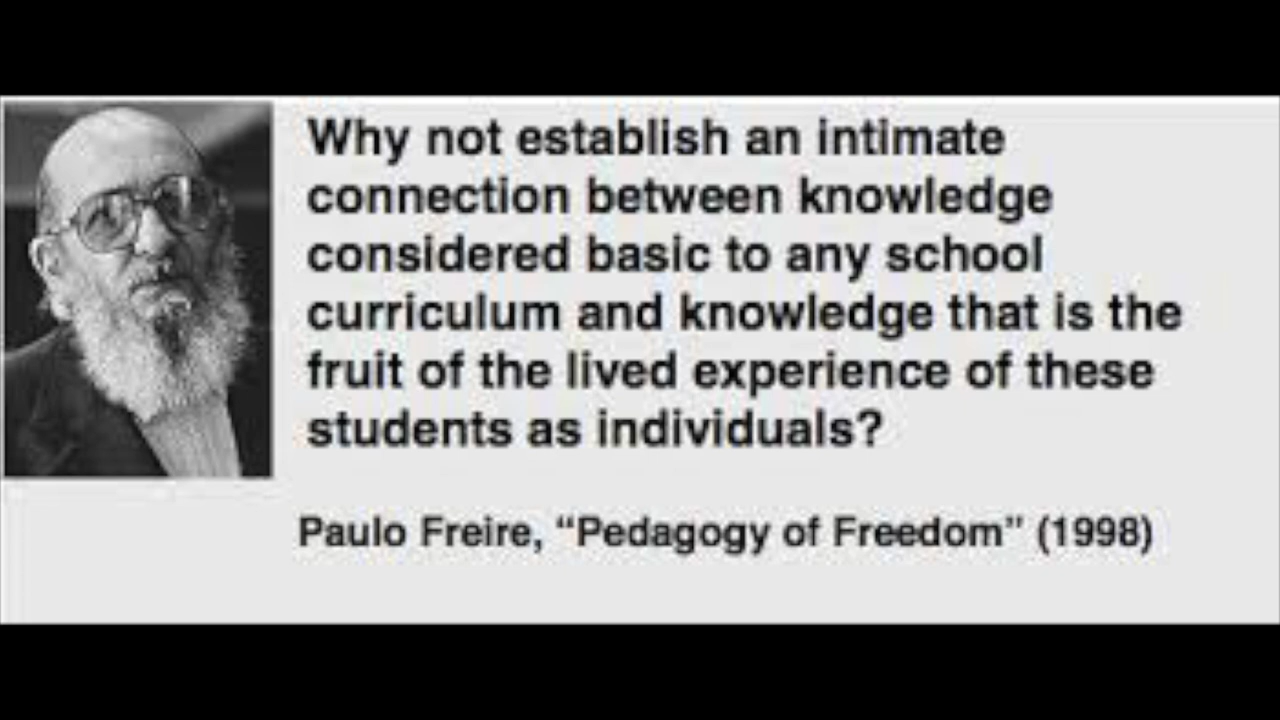 Why not establish an intimate
connection between knowledge
considered basic to any school
curriculum and knowledge that is the
fruit of the lived experience of these
students as individuals?
Paulo Freire, “Pedagogy of Freedom” (1998)